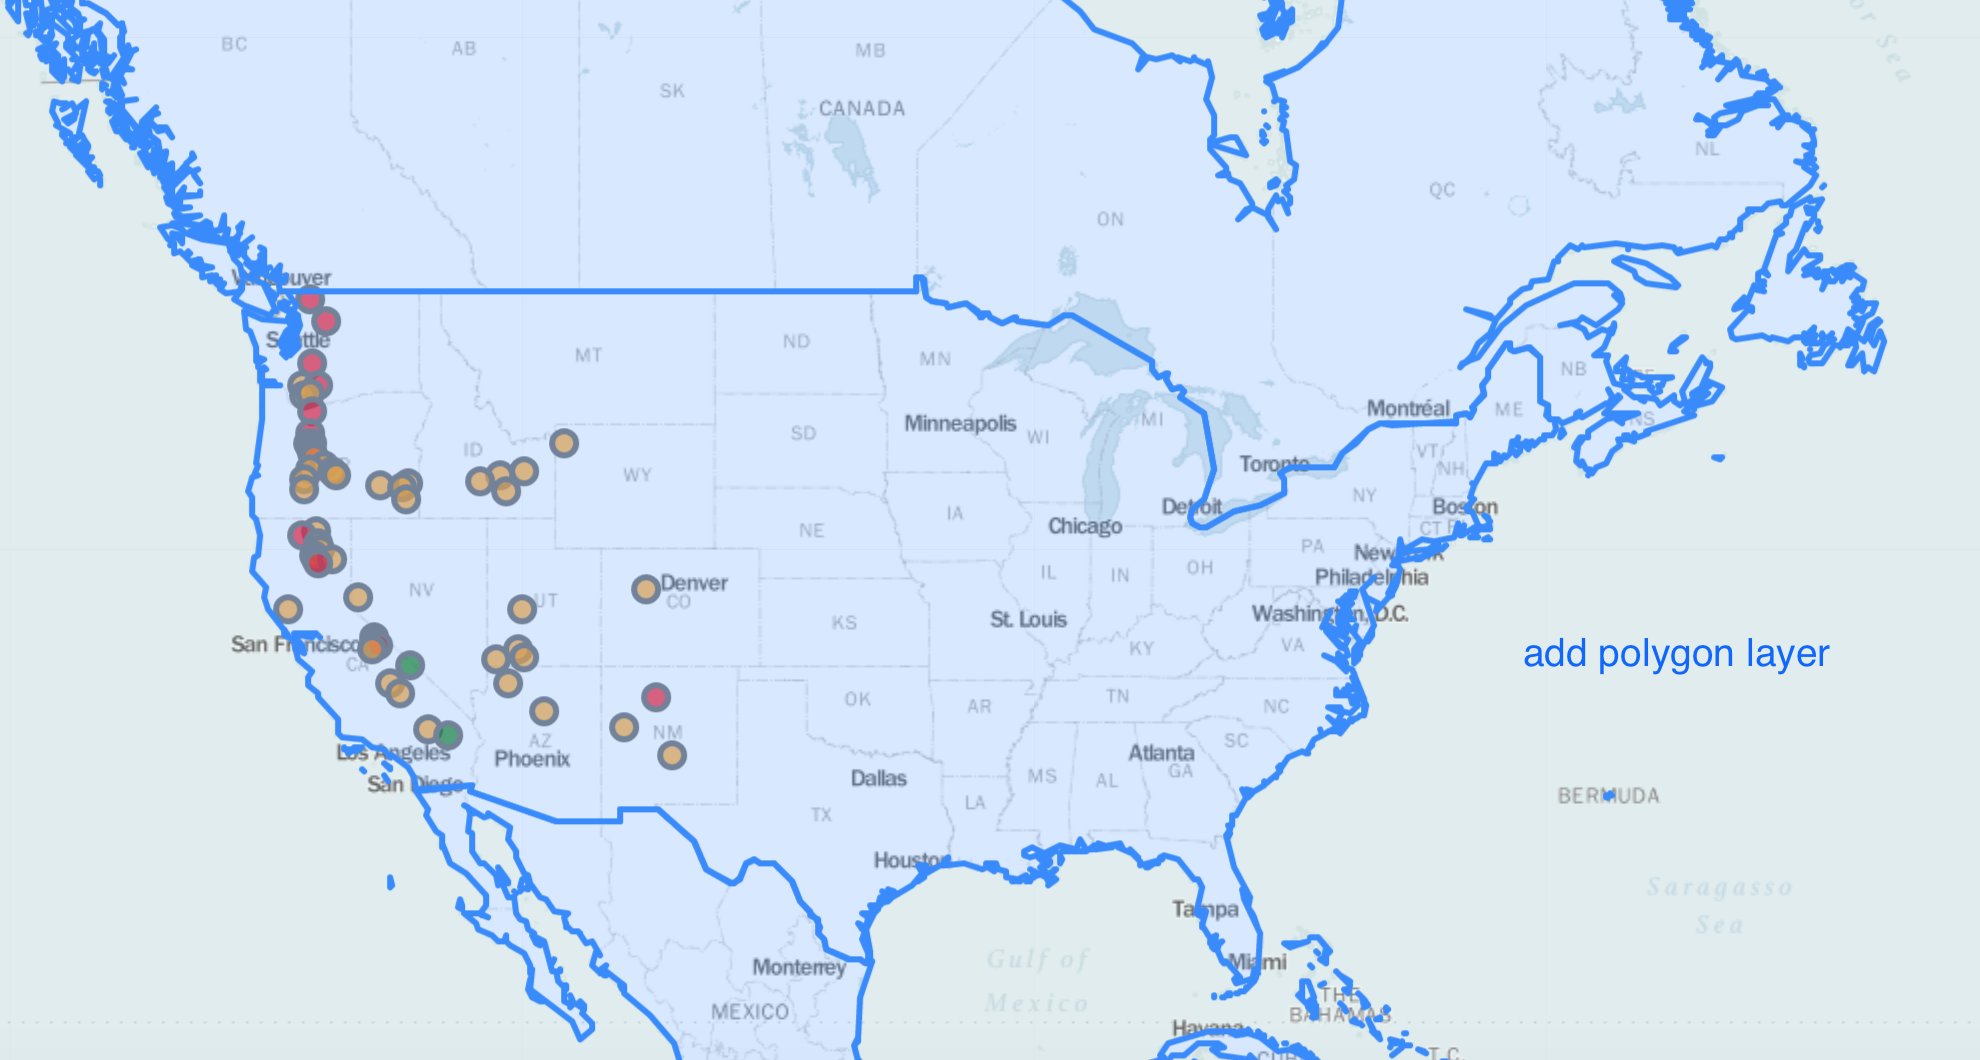 or Sea
BC
AB
SK
MB
CANADA
NL
QC
ON
Vancouver
Seattle
MT
ND
MN
NB
Montréal
ME
NS
Minneapolis
WI
MI
SD
ID
VT
NH
Toronto
WY
NY
Detroit
Boston
IA
Chicago
CT
NE
PA
New York
Philadelphia
IL
IN
OH
Denver
CO
NV
UT
Washington, D.C.
St. Louis
KS
KY
VA
San Francisco
CA
add polygon layer
OK
AR
TN
NC
NM
AZ
SC
Los Angeles
Phoenix
Atlanta
GA
San Diego
Dallas
MS
AL
LA
BERMUDA
TX
Houston
Saragasso
Sea
Tampa
Gulf of
Mexico
Miami
Monterrey
THE
BAHAMAS
MEXICO
Havana
T.C.